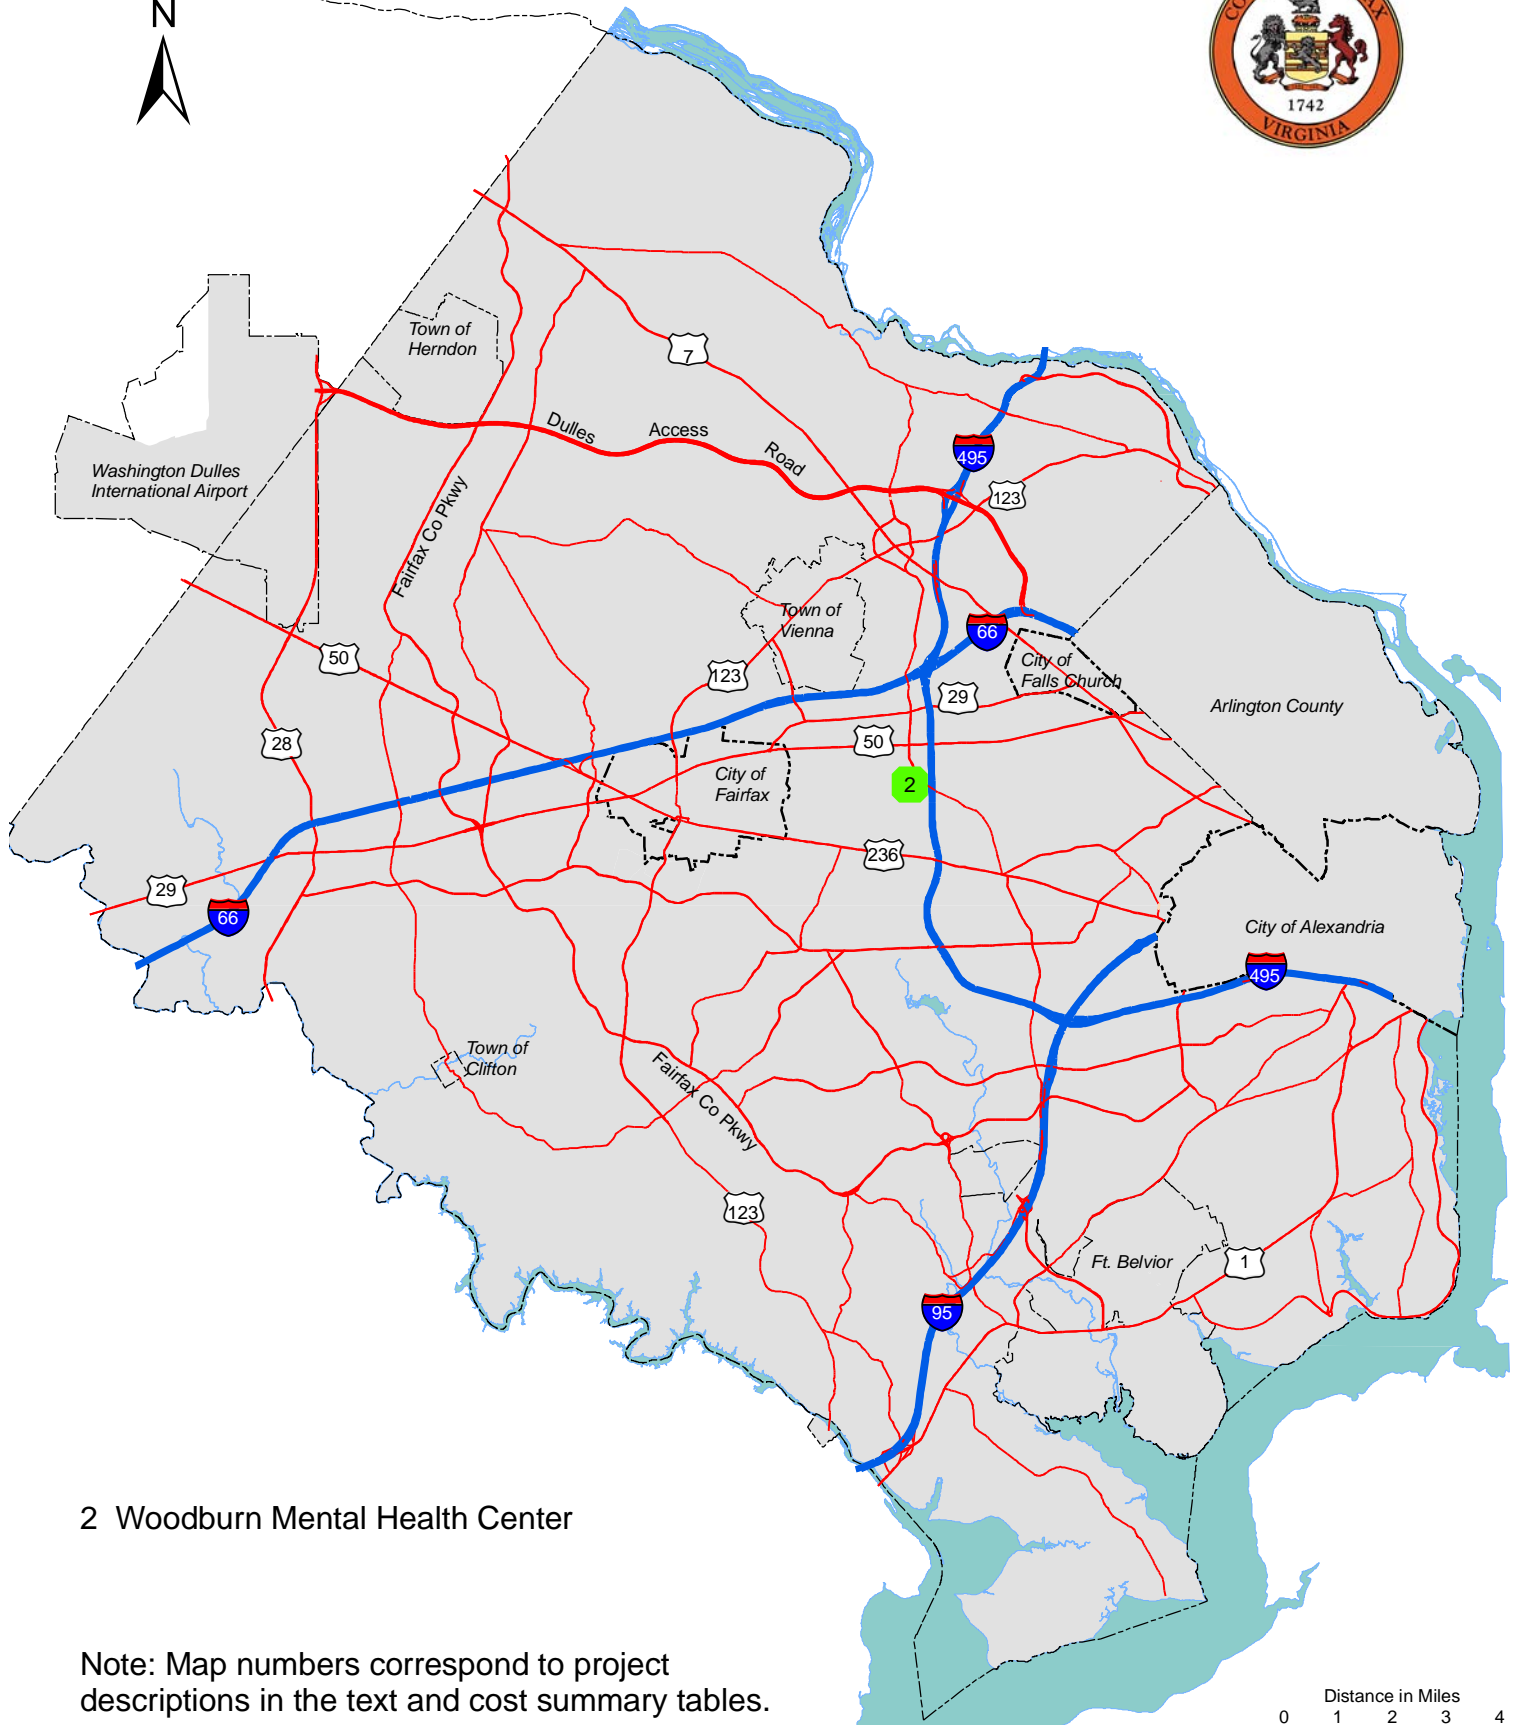 N
1742
VIRGINIA
Town of
Herndon
7
Dulles Access Road
495
Washington Dulles
International Airport
123
Fairfax Co Pkwy
Town of
Vienna
66
50
City of
Falls Church
123
29
Arlington County
28
50
City of
Fairfax
2
236
29
66
City of Alexandria
495
Town of
Clifton
Fairfax Co Pkwy
123
Ft. Belvior
1
95
2 Woodburn Mental Health Center
Note: Map numbers correspond to project
descriptions in the text and cost summary tables.
Distance in Miles
0 1 2 3 4